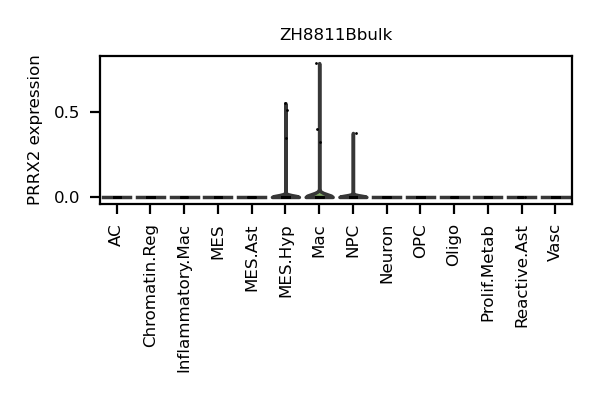 ZH8811Bbulk
PRRX2 expression
0.5
0.0
AC
Chromatin.Reg
Inflammatory.Mac
MES
MES.Ast
MES.Hyp
Mac
NPC
Neuron
OPC
Oligo
Prolif.Metab
Reactive.Ast
Vasc